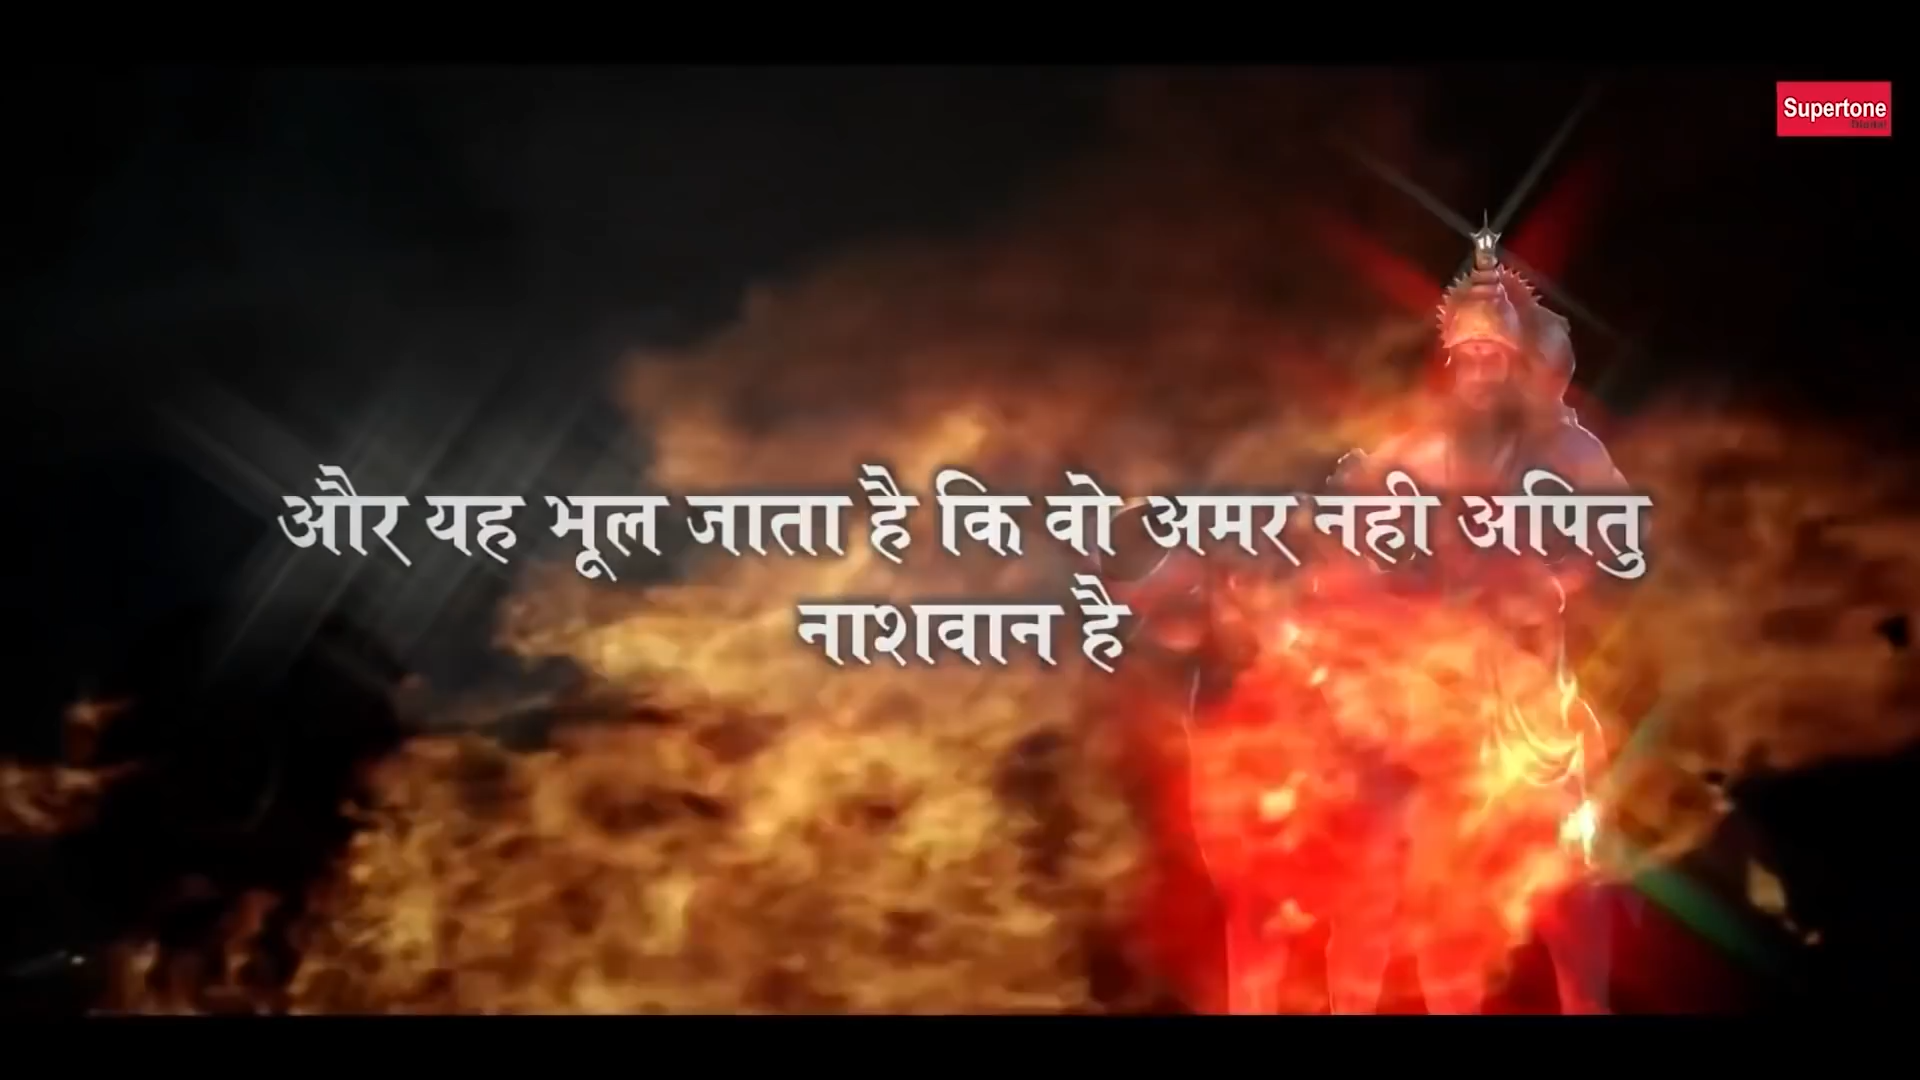 Supertone
और यह भूल जाता है कि वो अमर नही अपितु
नाशवान है